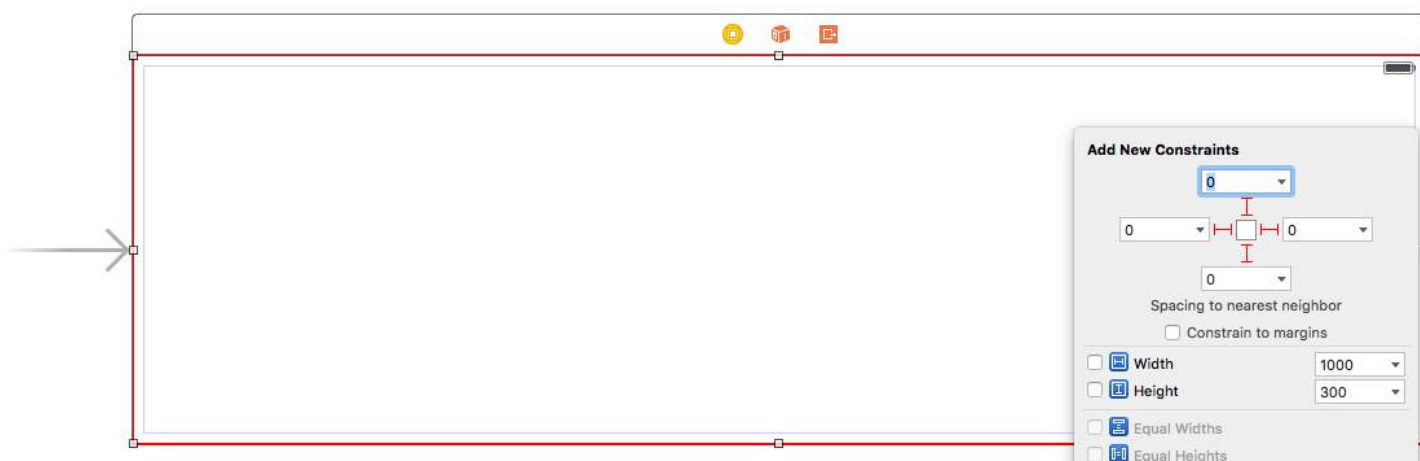 Add New Constraints
0
0 0
0
Spacing to nearest neighbor
Constrain to margins
Width 1000
Height 300
Equal Widths
Equal Heights